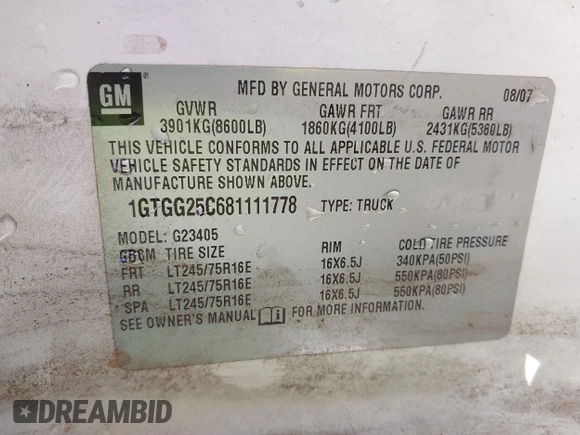 GM
®
MFD BY GENERAL MOTORS CORP. 08/07
GVWR GAWR FRT GAWR RR
3901KG(8600LB) 1860KG(4100LB) 2431KG(5360LB)
THIS VEHICLE CONFORMS TO ALL APPLICABLE U.S. FEDERAL MOTOR
VEHICLE SAFETY STANDARDS IN EFFECT ON THE DATE OF
MANUFACTURE SHOWN ABOVE.
1GTGG25C681111778 TYPE: TRUCK
MODEL: G23405
GBCM TIRE SIZE RIM COLD TIRE PRESSURE
FRT LT245/75R16E 16X6.5J 340KPA(50PSI)
RR LT245/75R16E 16X6.5J 550KPA(80PSI)
SPA LT245/75R16E 16X6.5J 550KPA(80PSI)
SEE OWNER'S MANUAL FOR MORE INFORMATION.
DREAMBID